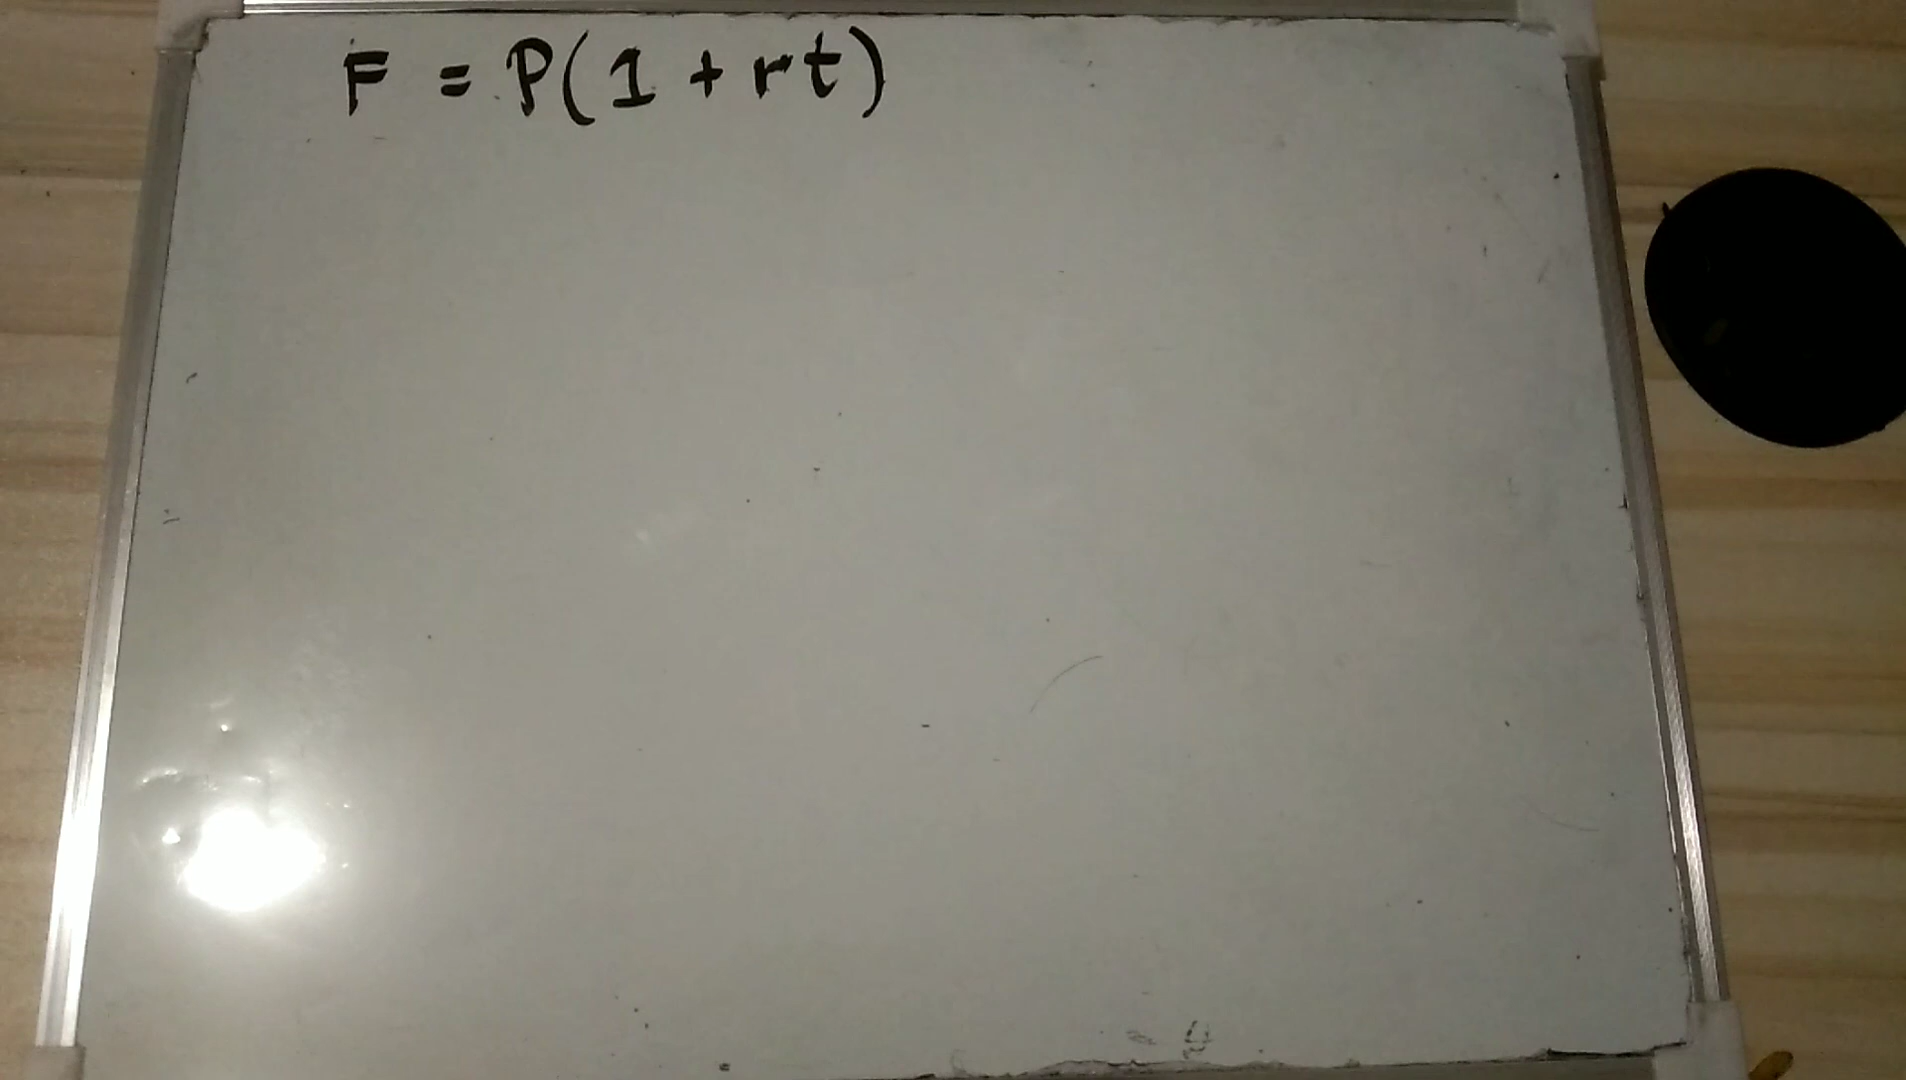 F = P(1 + rt)